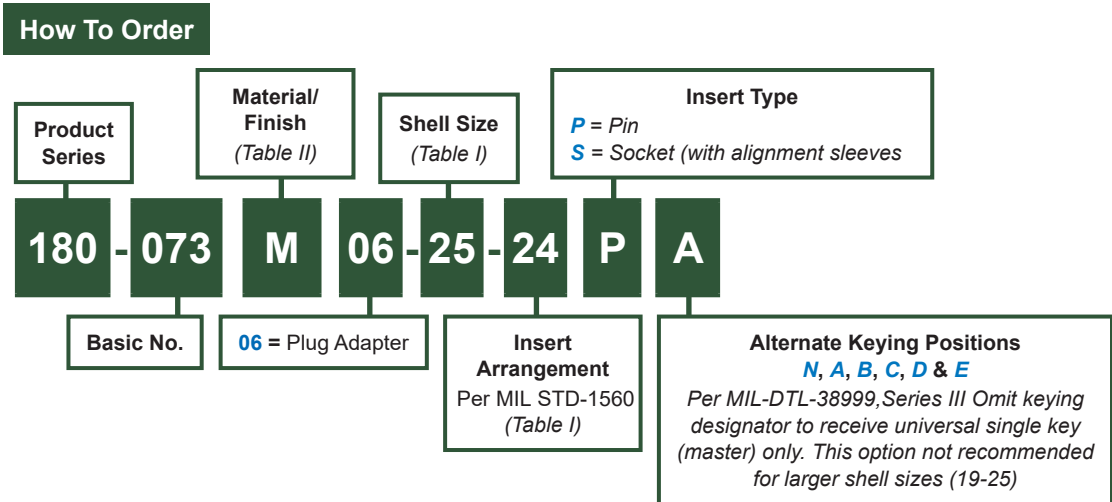 How To Order
Product
Series
Material/
Finish
(Table II)
Shell Size
(Table I)
Insert Type
P = Pin
S = Socket (with alignment sleeves
180 - 073 M 06 - 25 - 24 P A
Basic No.
06 = Plug Adapter
Insert
Arrangement
Per MIL STD-1560
(Table I)
Alternate Keying Positions
N, A, B, C, D & E
Per MIL-DTL-38999,Series III Omit keying
designator to receive universal single key
(master) only. This option not recommended
for larger shell sizes (19-25)